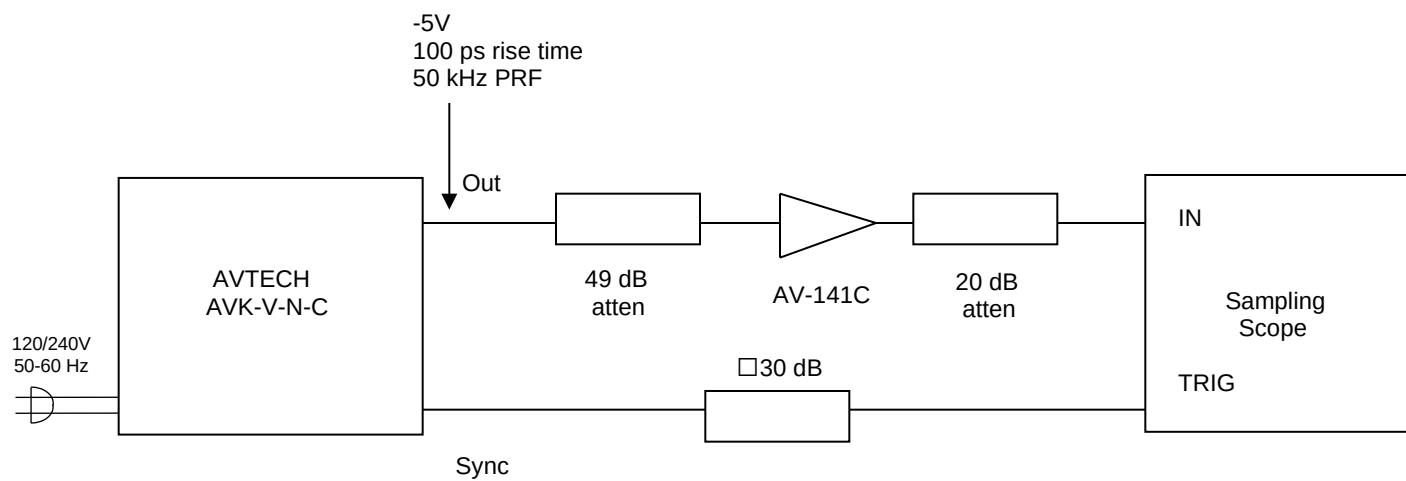 -5V
100 ps rise time
50 kHz PRF
Out
AVTECH
AVK-V-N-C
49 dB
atten
AV-141C
20 dB
atten
IN
Sampling
Scope
TRIG
120/240V
50-60 Hz
□30 dB
Sync